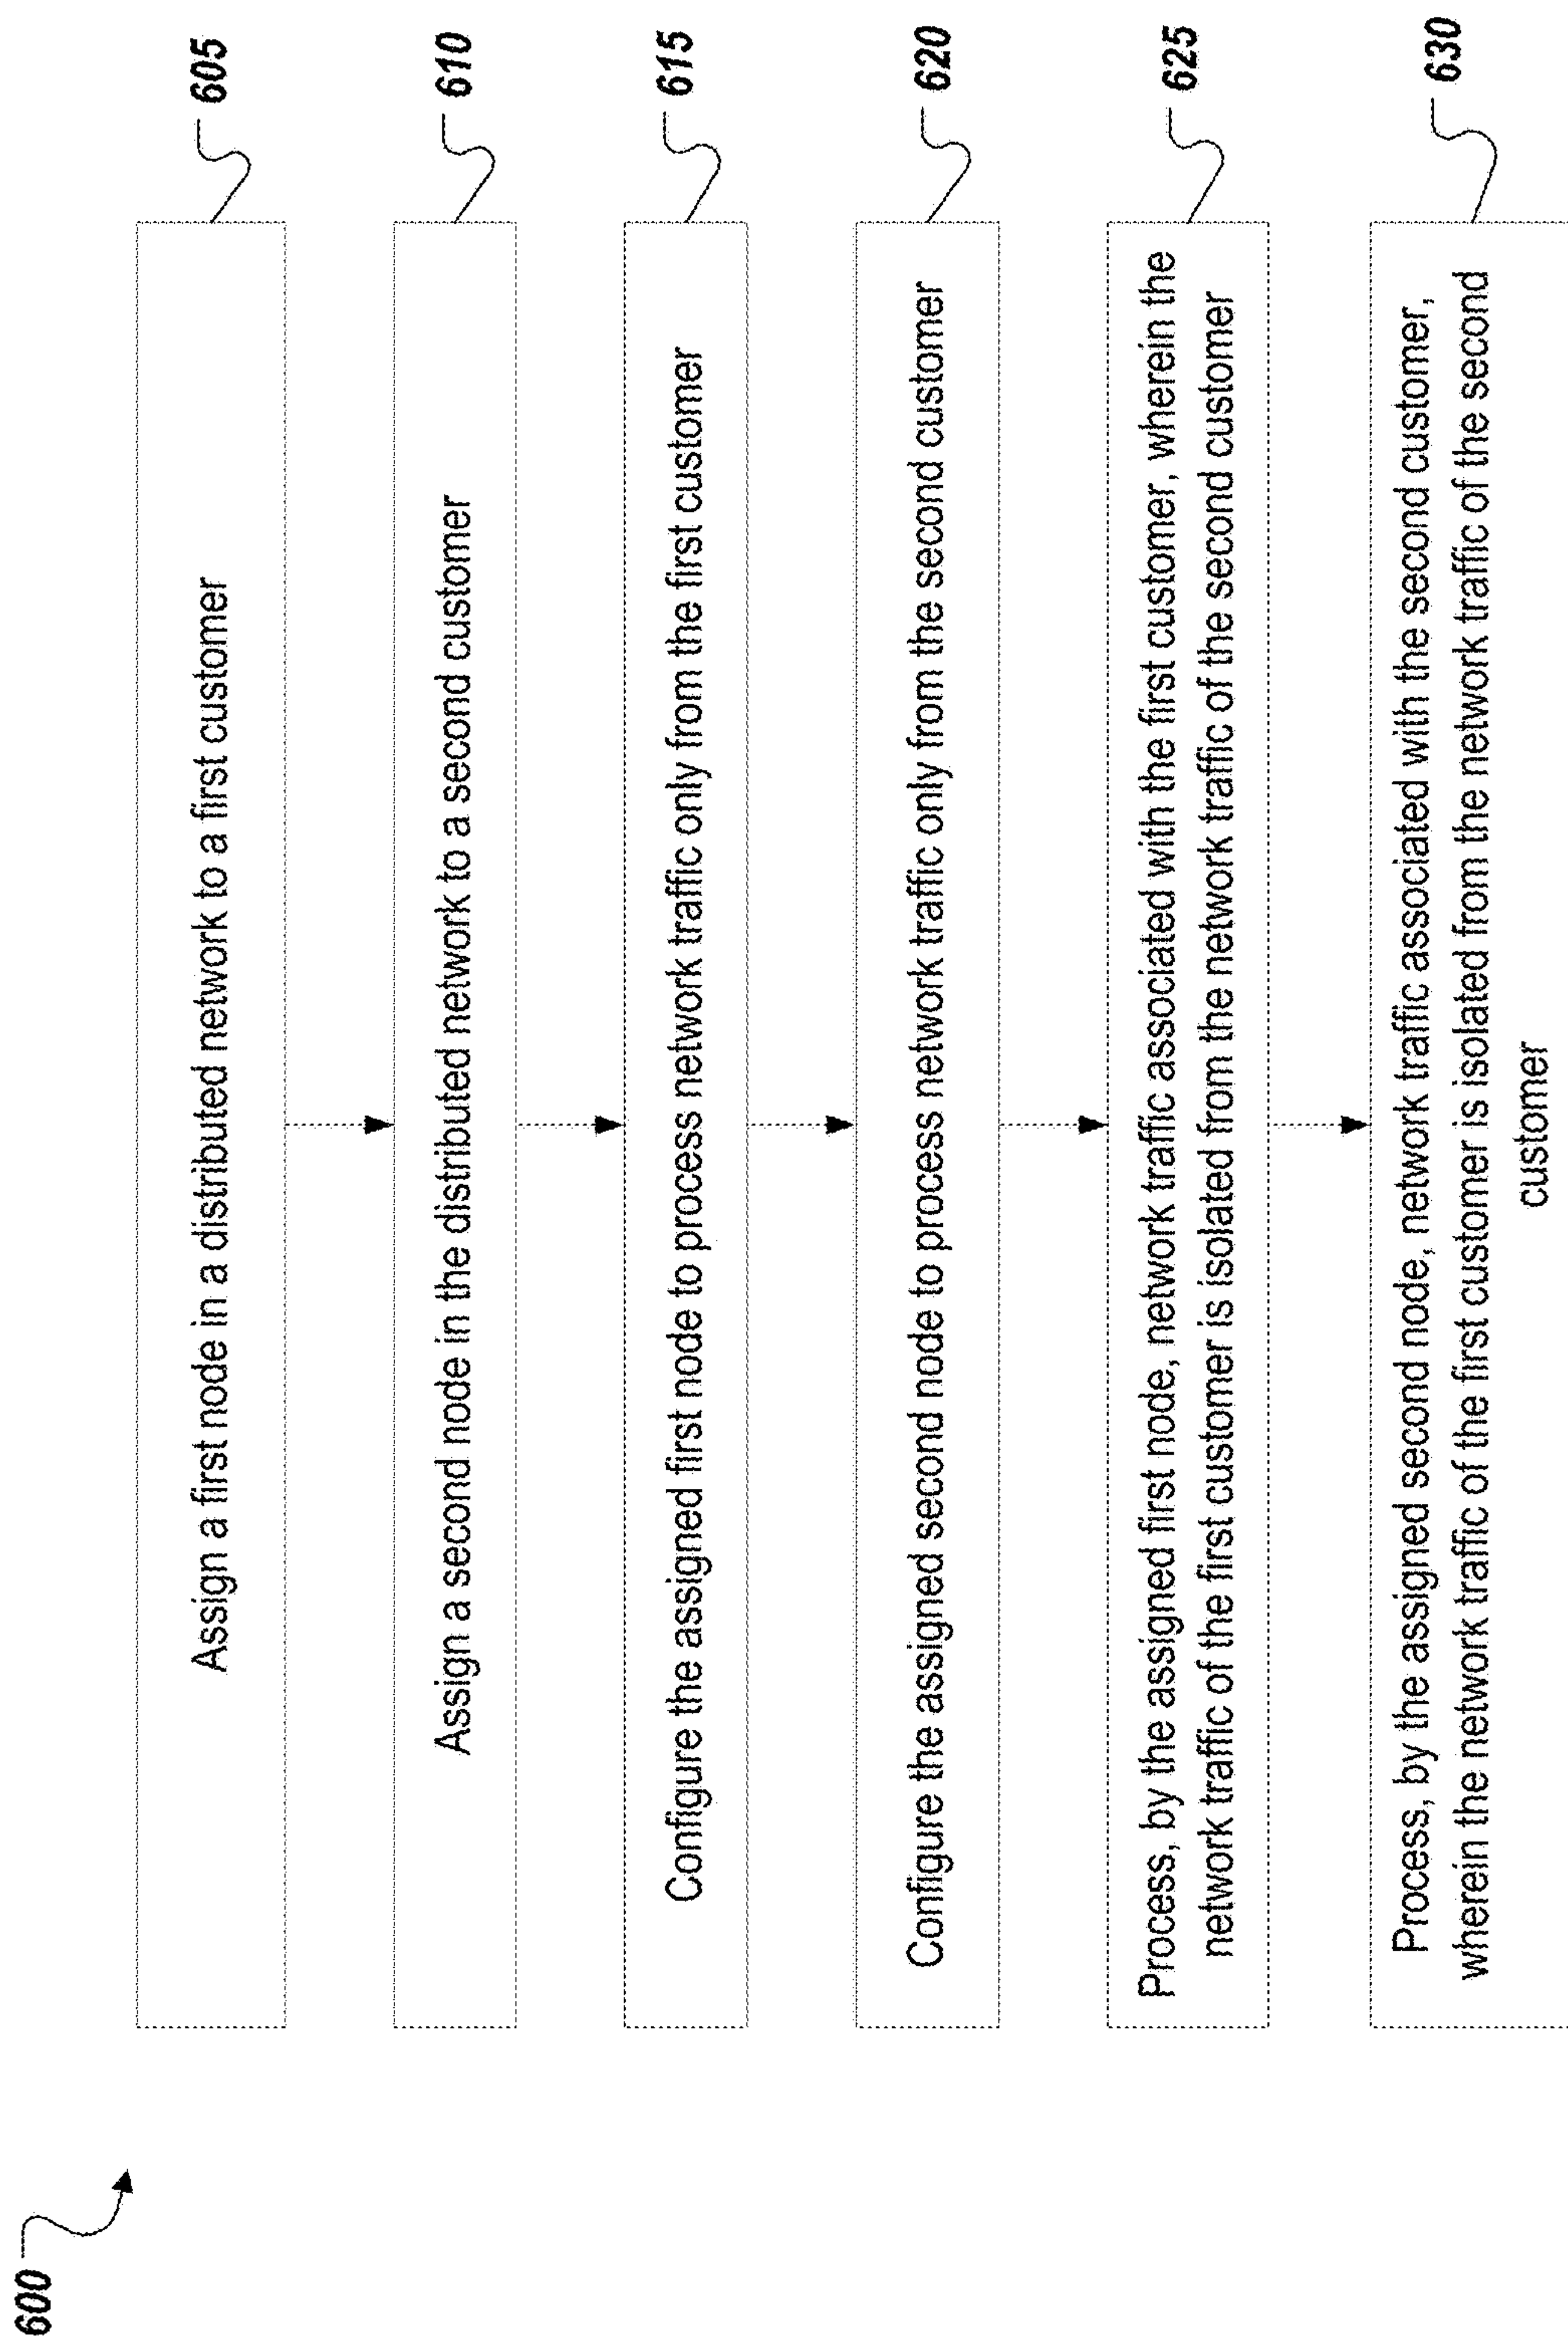 600
Assign a first node in a distributed network to a first customer
605
Assign a second node in the distributed network to a second customer
610
Configure the assigned first node to process network traffic only from the first customer
615
Configure the assigned second node to process network traffic only from the second customer
620
Process, by the assigned first node, network traffic associated with the first customer, wherein the
network traffic of the first customer is isolated from the network traffic of the second customer
625
Process, by the assigned second node, network traffic associated with the second customer,
wherein the network traffic of the first customer is isolated from the network traffic of the second
customer
630